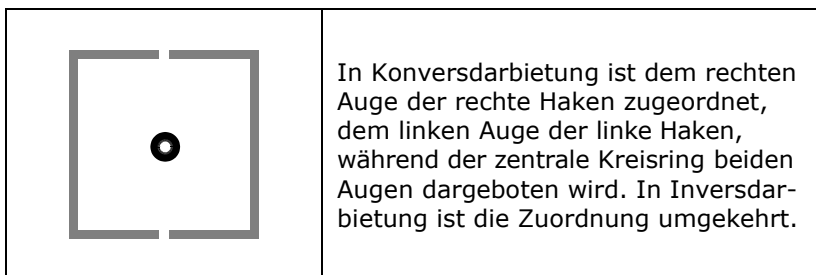 In Konversdarbietung ist dem rechten
Auge der rechte Haken zugeordnet,
dem linken Auge der linke Haken,
während der zentrale Kreisring beiden
Augen dargeboten wird. In Inversdar-
bietung ist die Zuordnung umgekehrt.